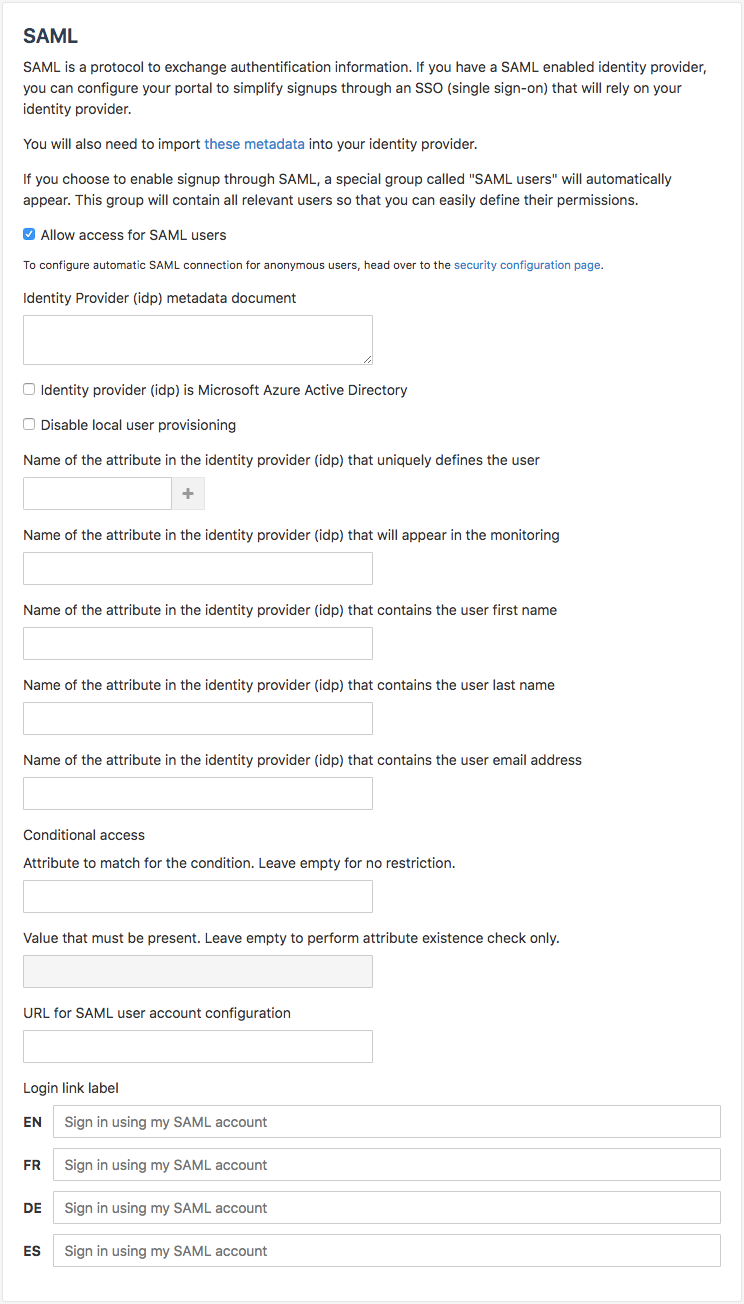 SAML
SAML is a protocol to exchange authentification information. If you have a SAML enabled identity provider,
you can configure your portal to simplify signups through an SSO (single sign-on) that will rely on your
identity provider.
You will also need to import these metadata into your identity provider.
If you choose to enable signup through SAML, a special group called "SAML users" will automatically
appear. This group will contain all relevant users so that you can easily define their permissions.
Allow access for SAML users
To configure automatic SAML connection for anonymous users, head over to the security configuration page.
Identity Provider (idp) metadata document
Identity provider (idp) is Microsoft Azure Active Directory
Disable local user provisioning
Name of the attribute in the identity provider (idp) that uniquely defines the user
+
Name of the attribute in the identity provider (idp) that will appear in the monitoring
Name of the attribute in the identity provider (idp) that contains the user first name
Name of the attribute in the identity provider (idp) that contains the user last name
Name of the attribute in the identity provider (idp) that contains the user email address
Conditional access
Attribute to match for the condition. Leave empty for no restriction.
Value that must be present. Leave empty to perform attribute existence check only.
URL for SAML user account configuration
Login link label
EN Sign in using my SAML account
FR Sign in using my SAML account
DE Sign in using my SAML account
ES Sign in using my SAML account